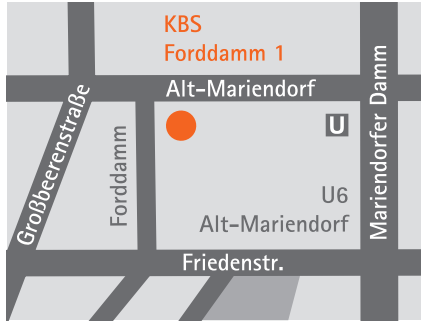 KBS
Forddamm 1
Alt-Mariendorf
Großbeerenstraße
Forddamm
U
U6
Alt-Mariendorf
Mariendorfer Damm
Friedenstr.